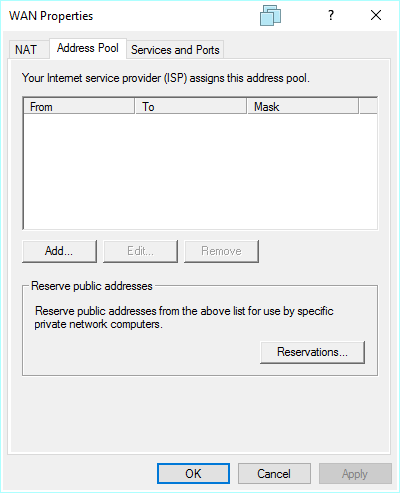 WAN Properties
?
NAT
Address Pool
Services and Ports
Your Internet service provider (ISP) assigns this address pool.
From To Mask
Add... Edit... Remove
Reserve public addresses
Reserve public addresses from the above list for use by specific
private network computers.
Reservations...
OK Cancel Apply